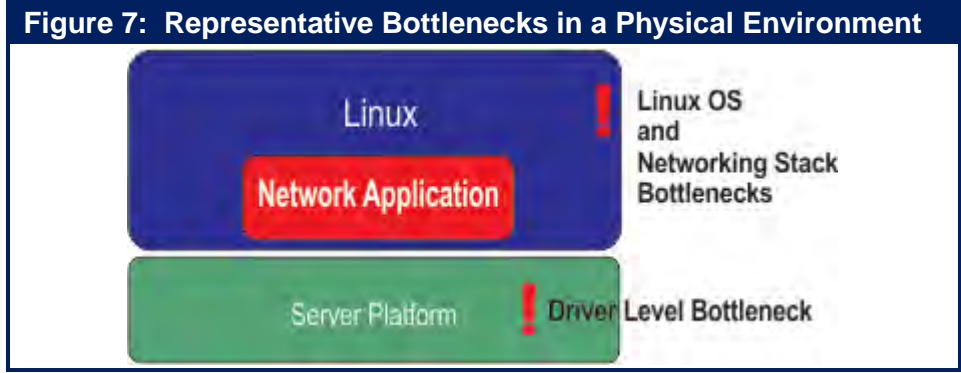 Figure 7: Representative Bottlenecks in a Physical Environment
Linux
Network Application
Linux OS
and
Networking Stack
Bottlenecks
Server Platform
Driver Level Bottleneck